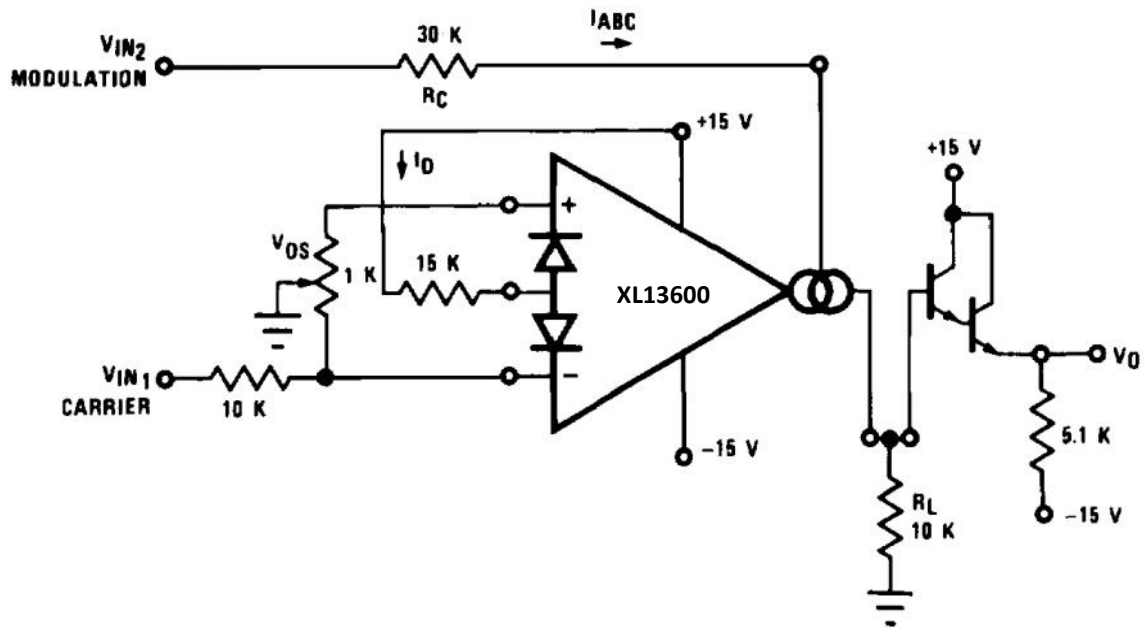 VIN2
MODULATION
30 K
RC
IABC
+15 V
ID
+15 V
+
VOS
1 K
15 K
XL13600
VIN1
CARRIER
10 K
−
−15 V
VO
5.1 K
RL
10 K
−15 V